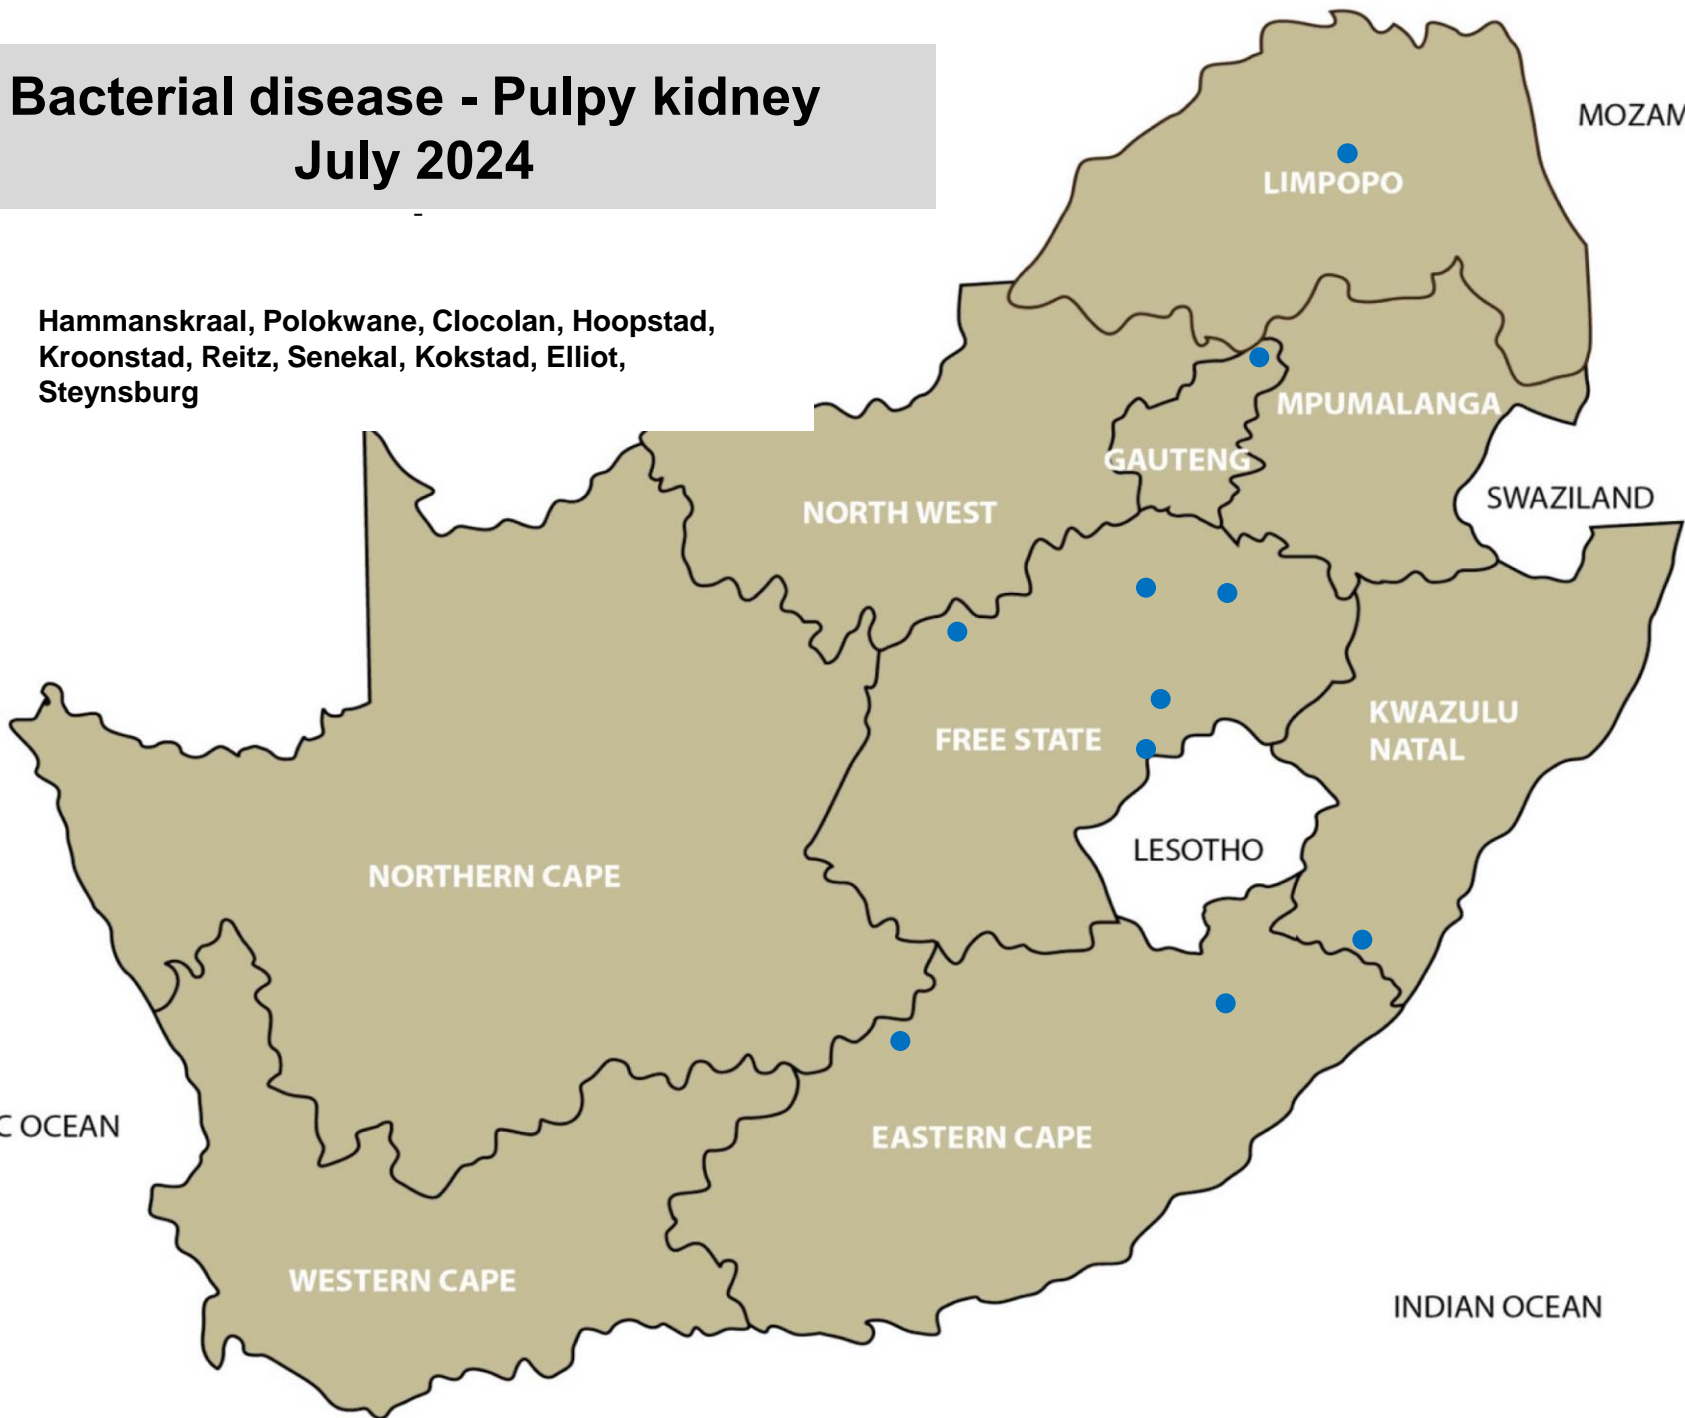 Bacterial disease - Pulpy kidney
July 2024
-
Hammanskraal, Polokwane, Clocolan, Hoopstad,
Kroonstad, Reitz, Senekal, Kokstad, Elliot,
Steynsburg
MOZAM
LIMPOPO
MPUMALANGA
GAUTENG
SWAZILAND
NORTH WEST
KWAZULU
NATAL
FREE STATE
LESOTHO
NORTHERN CAPE
C OCEAN
EASTERN CAPE
WESTERN CAPE
INDIAN OCEAN